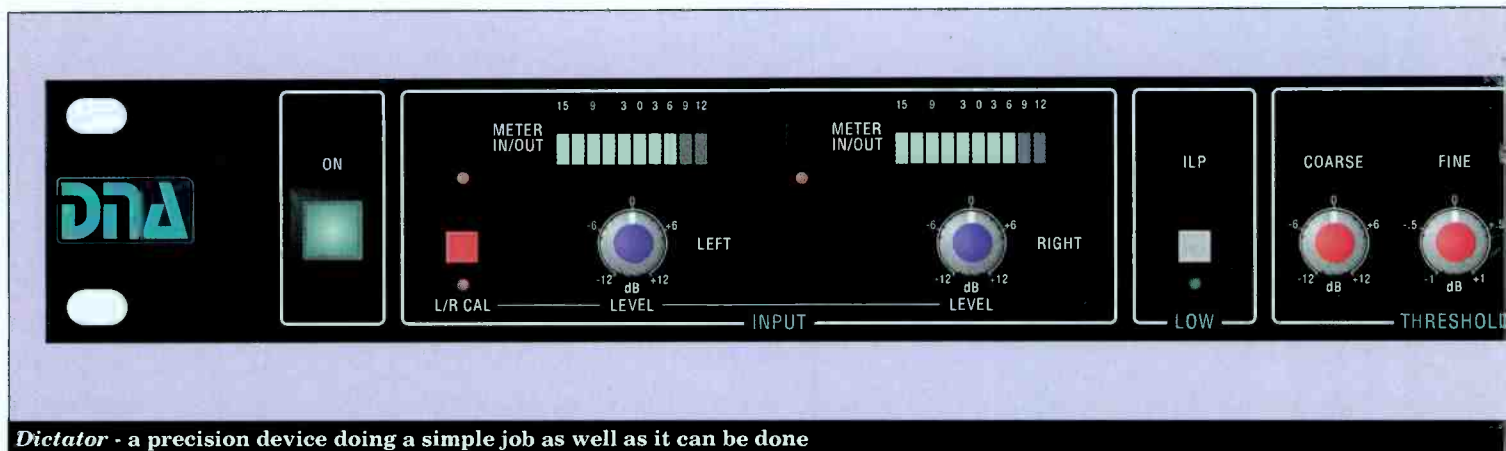 15 9 3 0 3 6 9 12
15 9 3 0 3 6 9 12
METER
IN/OUT
METER
IN/OUT
ON
ILP
COARSE
FINE
DNA
0
-6 +6
-12 +12
dB
LEFT
0
-6 +6
-12 +12
dB
RIGHT
0
-6 +6
-12 +12
dB
0
-.5 +.5
-1 +1
dB
L/R CAL
LEVEL
LEVEL
INPUT
LOW
THRESHOLD
Dictator - a precision device doing a simple job as well as it can be done